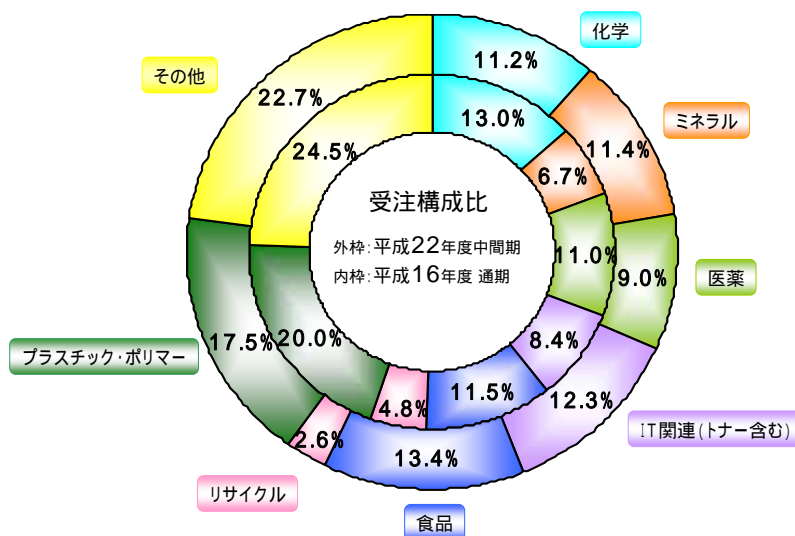 化学
11.2%
その他
22.7%
13.0%
ミネラル
11.4%
24.5%
6.7%
受注構成比
外枠:平成22年度中間期
内枠:平成16年度 通期
11.0%
9.0%
医薬
17.5%
20.0%
8.4%
プラスチック・ポリマー
11.5%
4.8%
12.3%
IT関連(トナー含む)
2.6%
13.4%
リサイクル
食品